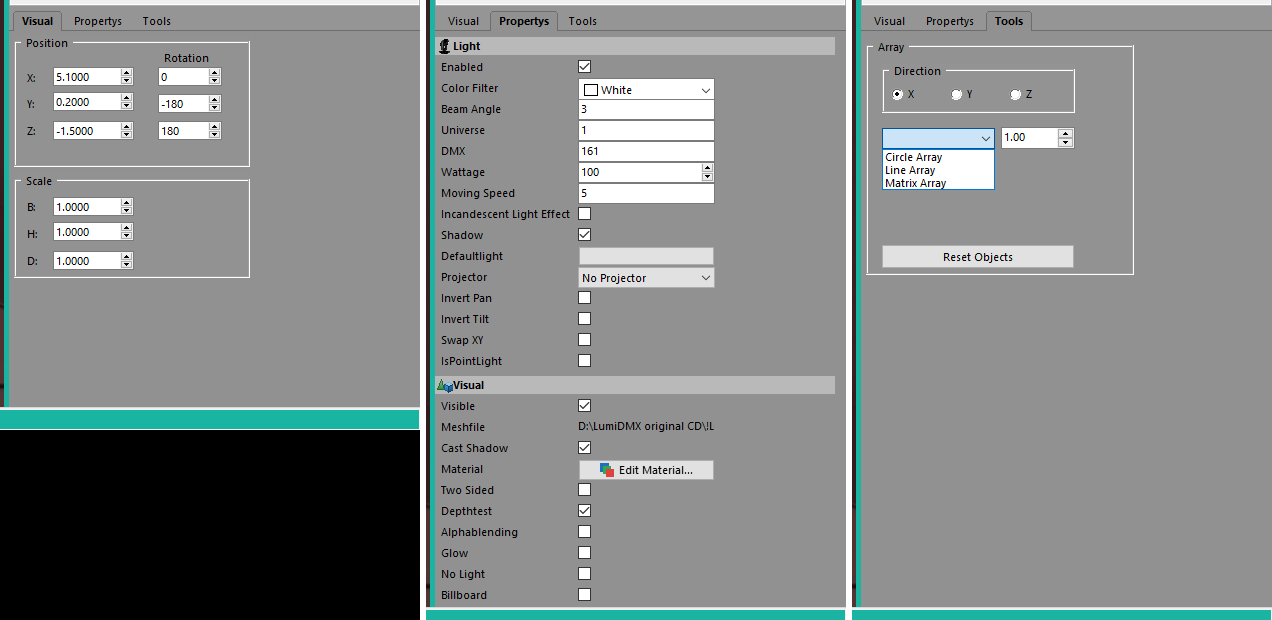 Visual Propertys Tools
Position
Rotation
X: 5.1000 0
Y: 0.2000 -180
Z: -1.5000 180
Scale
B: 1.0000
H: 1.0000
D: 1.0000
Visual Propertys Tools
Light
Enabled
Color Filter White
Beam Angle 3
Universe 1
DMX 161
Wattage 100
Moving Speed 5
Incandescent Light Effect
Shadow
Defaultlight
Projector No Projector
Invert Pan
Invert Tilt
Swap XY
IsPointLight
Visual
Visible
Meshfile D:\LumiDMX original CD\!L
Cast Shadow
Material Edit Material...
Two Sided
Depthtest
Alphablending
Glow
No Light
Billboard
Visual Propertys Tools
Array
Direction
X Y Z
1.00
Circle Array
Line Array
Matrix Array
Reset Objects